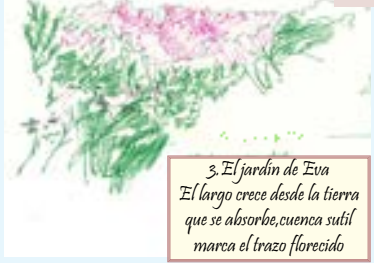 3. El jardín de Eva
El largo crece desde la tierra
que se absorbe,cuenca sutil
marca el trazo florecido